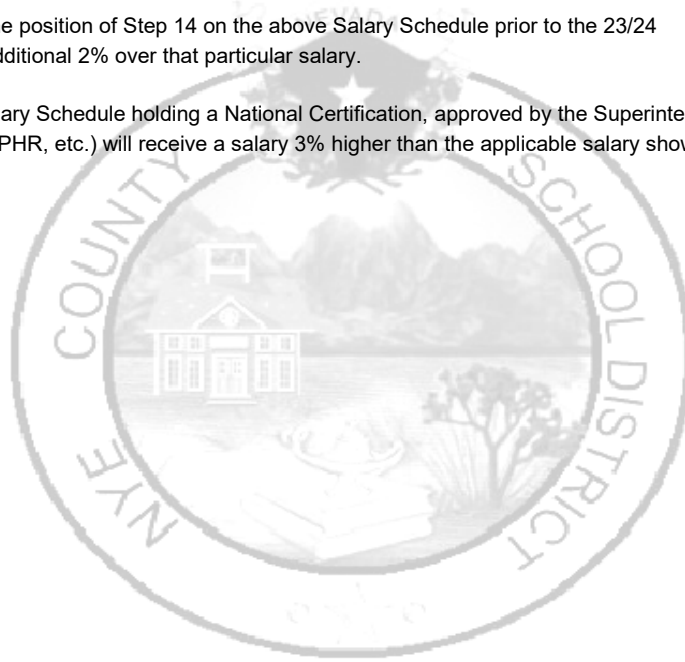 e position of Step 14 on the above Salary Schedule prior to the 23/24
dditional 2% over that particular salary.
ary Schedule holding a National Certification, approved by the Superinte
PHR, etc.) will receive a salary 3% higher than the applicable salary show
NEVADA
NYE COUNTY SCHOOL DISTRICT